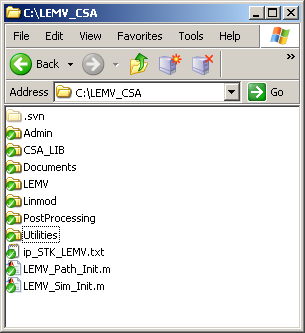 C:\LEMV_CSA
File Edit View Favorites Tools »
Back »
Address C:\LEMV_CSA Go
.svn
Admin
CSA_LIB
Documents
LEMV
Linmod
PostProcessing
Utilities
ip_STK_LEMV.txt
LEMV_Path_Init.m
LEMV_Sim_Init.m